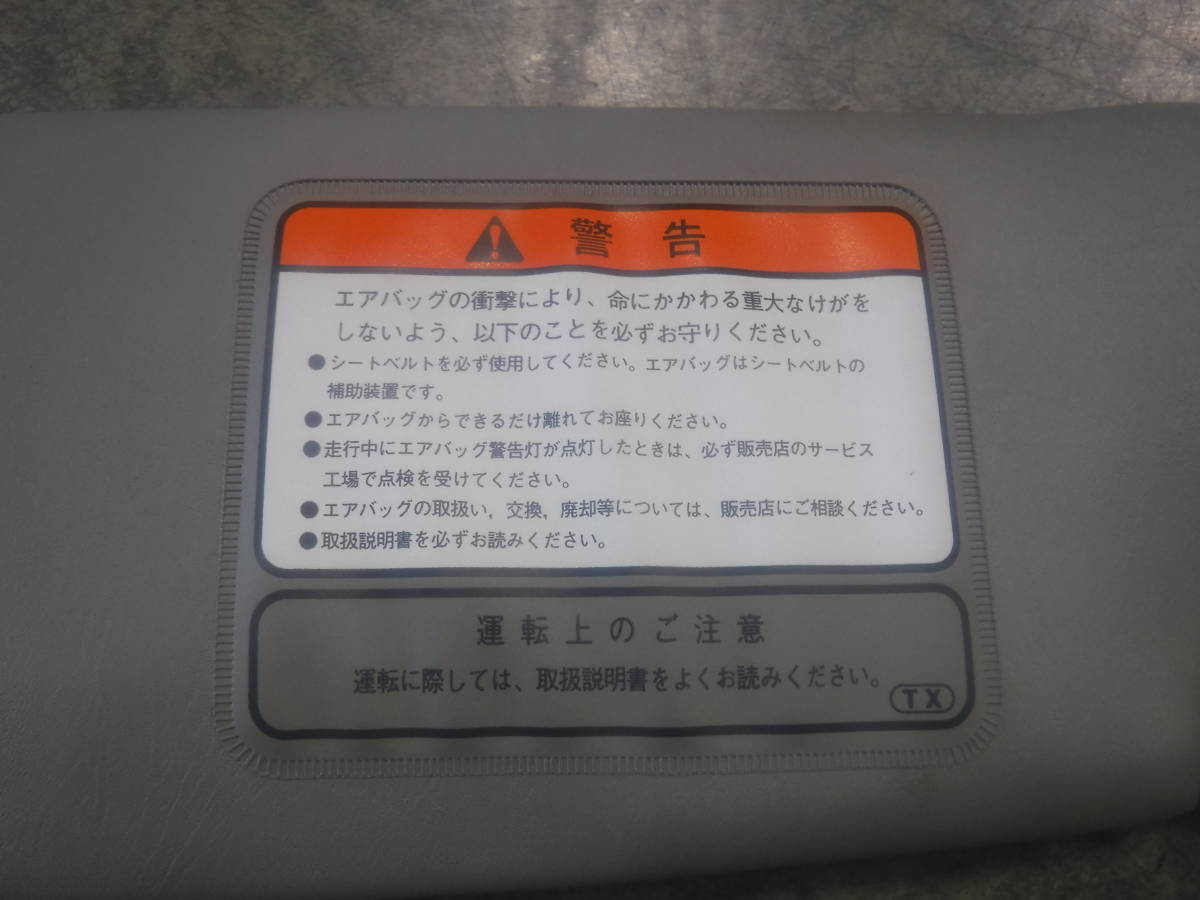 警告
エアバッグの衝撃により、命にかかわる重大なけがを
しないよう、以下のことを必ずお守りください。
●シートベルトを必ず使用してください。エアバッグはシートベルトの
補助装置です。
●エアバッグからできるだけ離れてお座りください。
●走行中にエアバッグ警告灯が点灯したときは、必ず販売店のサービス
工場で点検を受けてください。
●エアバッグの取扱い，交換，廃却等については、販売店にご相談ください。
●取扱説明書を必ずお読みください。
運転上のご注意
運転に際しては、取扱説明書をよくお読みください。
TX